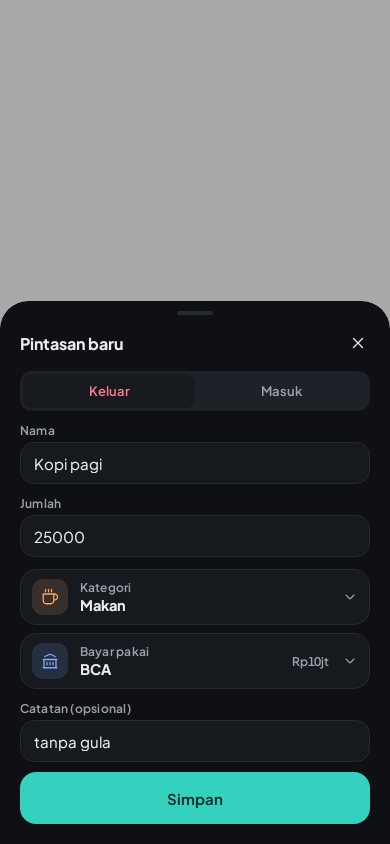 Pintasan baru
Keluar
Masuk
Nama
Kopi pagi
Jumlah
25000
Kategori
Makan
Bayar pakai
BCA
Rp10jt
Catatan (opsional)
tanpa gula
Simpan